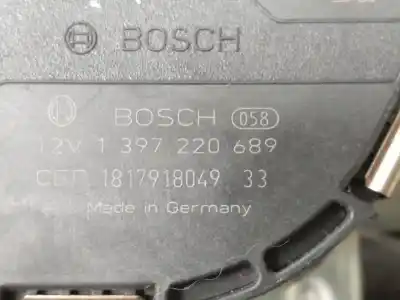 BOSCH
BOSCH 058
12V 1 397 220 689
CEP 1817918049 33
Made in Germany